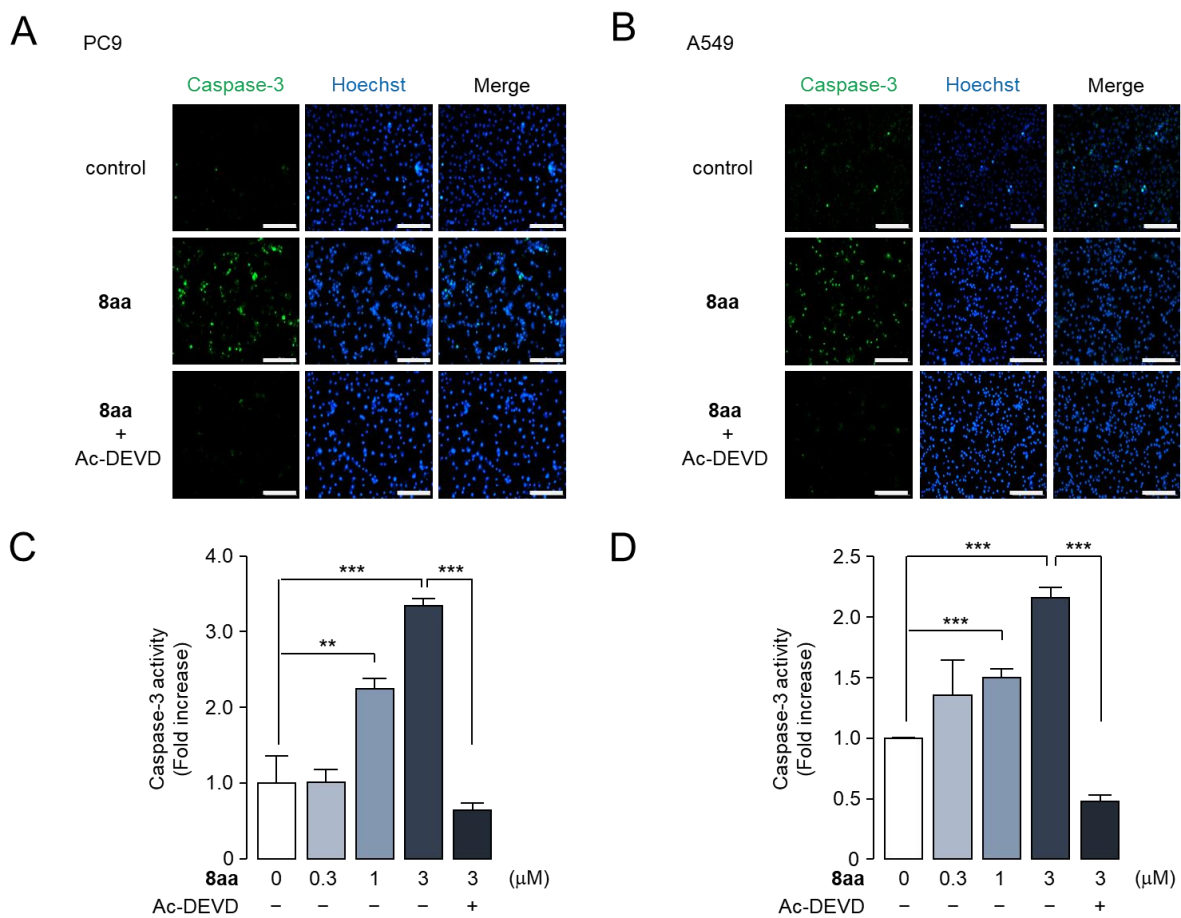 A
PC9
Caspase-3 Hoechst Merge
control
8aa
8aa
+
Ac-DEVD
B
A549
Caspase-3 Hoechst Merge
control
8aa
8aa
+
Ac-DEVD
C
Caspase-3 activity
(Fold increase)
4.0
3.0
2.0
1.0
0
***
***
**
8aa 0 0.3 1 3 3 (μM)
Ac-DEVD − − − − +
D
Caspase-3 activity
(Fold increase)
2.5
2.0
1.5
1.0
0.5
0
***
***
***
8aa 0 0.3 1 3 3 (μM)
Ac-DEVD − − − − +